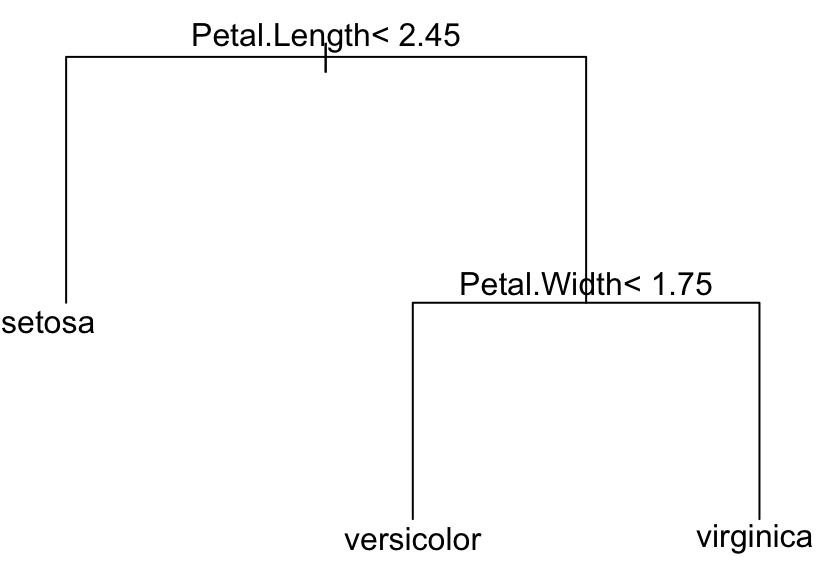 Petal.Length< 2.45
Petal.Width< 1.75
setosa
versicolor
virginica